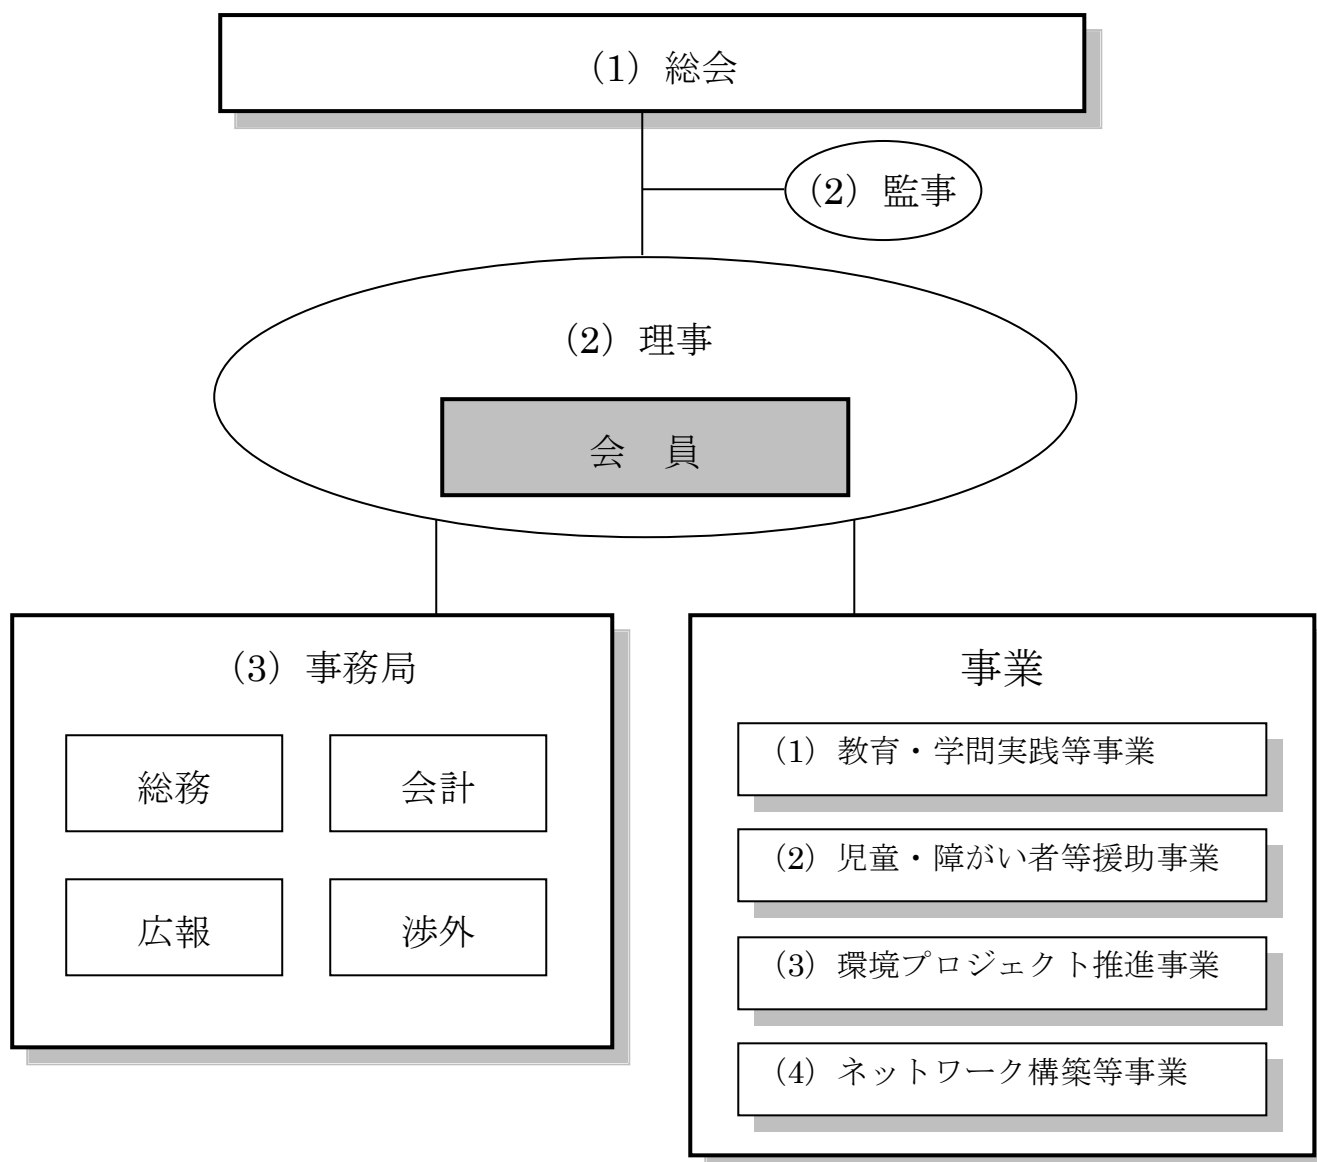 (1) 総会
(2) 監事
(2) 理事
会　員
(3) 事務局
総務
会計
広報
渉外
事業
(1) 教育・学問実践等事業
(2) 児童・障がい者等援助事業
(3) 環境プロジェクト推進事業
(4) ネットワーク構築等事業